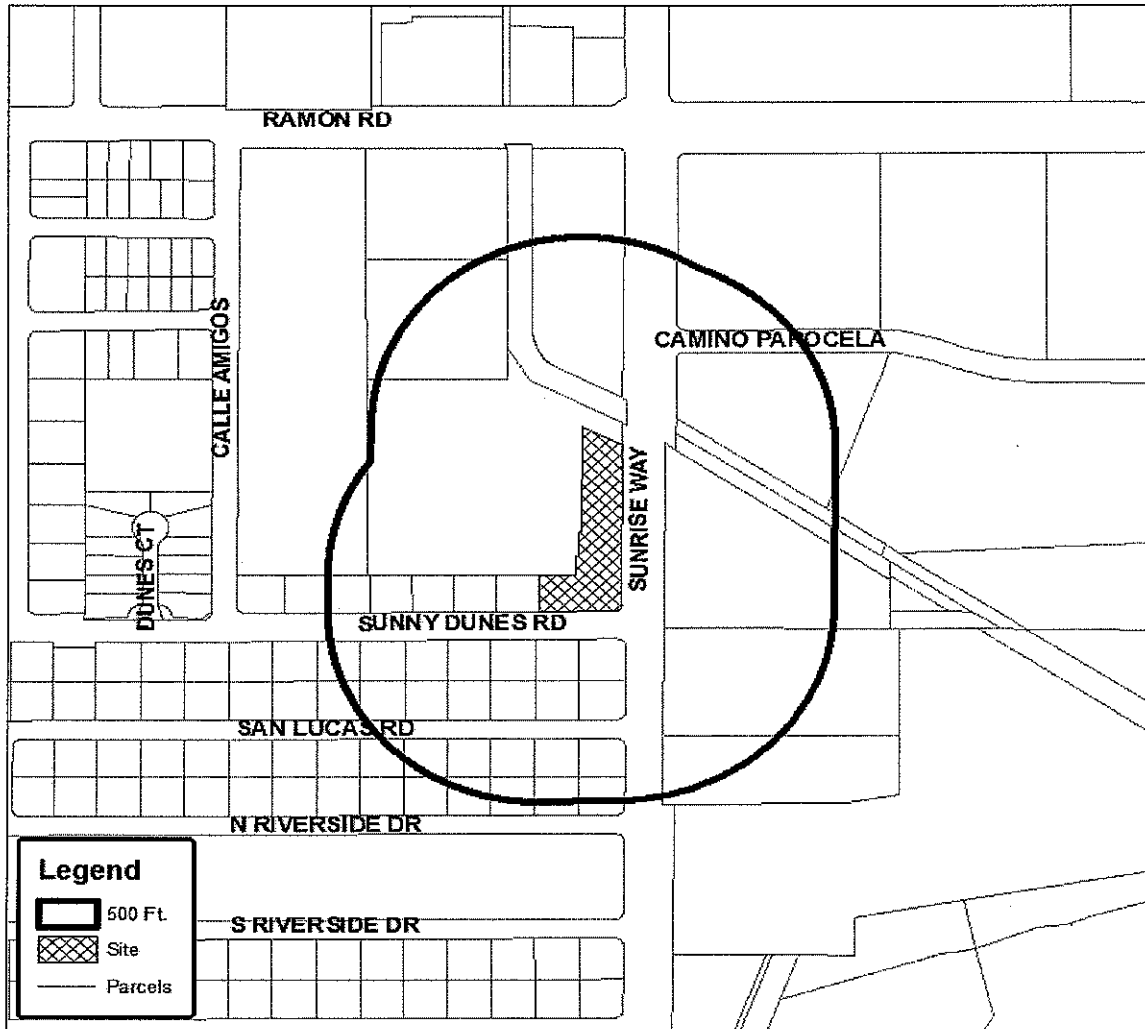 RAMON RD
CALLE AMIGOS
CAMINO PAROCELA
SUNRISE WAY
DUNES CT
SUNNY DUNES RD
SAN LUCAS RD
N RIVERSIDE DR
S RIVERSIDE DR
Legend
500 Ft.
Site
Parcels